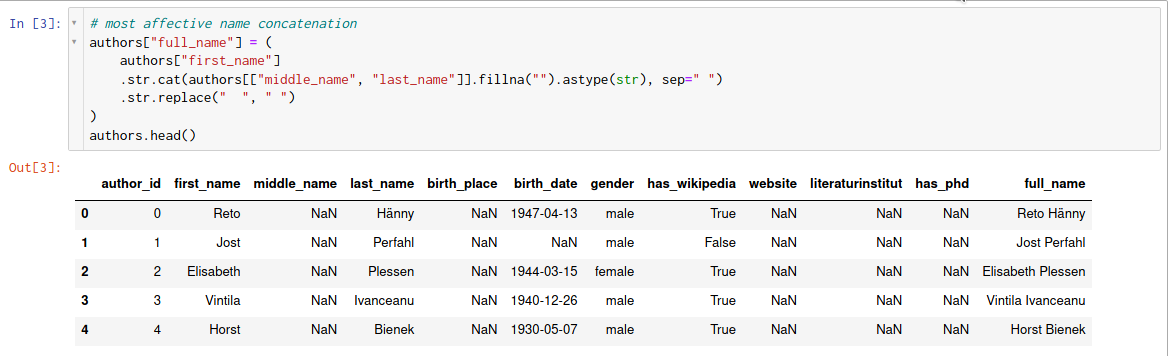 In [3]:
# most affective name concatenation
authors["full_name"] = (
    authors["first_name"]
    .str.cat(authors[["middle_name", "last_name"]].fillna("").astype(str), sep=" ")
    .str.replace("  ", " ")
)
authors.head()
Out[3]:
author_id first_name middle_name last_name birth_place birth_date gender has_wikipedia website literaturinstitut has_phd full_name
0 0 Reto NaN Hänny NaN 1947-04-13 male True NaN NaN NaN Reto Hänny
1 1 Jost NaN Perfahl NaN NaN male False NaN NaN NaN Jost Perfahl
2 2 Elisabeth NaN Plessen NaN 1944-03-15 female True NaN NaN NaN Elisabeth Plessen
3 3 Vintila NaN Ivanceanu NaN 1940-12-26 male True NaN NaN NaN Vintila Ivanceanu
4 4 Horst NaN Bienek NaN 1930-05-07 male True NaN NaN NaN Horst Bienek